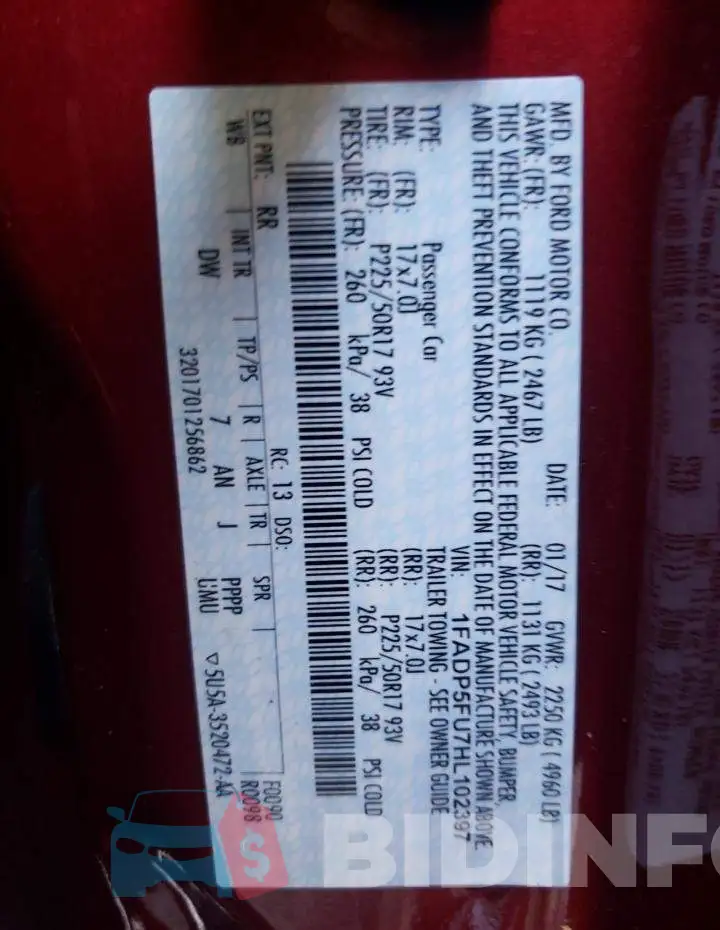 MFD. BY FORD MOTOR CO. DATE: 01/17 GVWR: 2250 KG ( 4960 LB)
GAWR: (FR): 1119 KG ( 2467 LB) (RR): 1131 KG ( 2493 LB)
THIS VEHICLE CONFORMS TO ALL APPLICABLE FEDERAL MOTOR VEHICLE SAFETY, BUMPER,
AND THEFT PREVENTION STANDARDS IN EFFECT ON THE DATE OF MANUFACTURE SHOWN ABOVE
VIN: 1FADP5FU7HL102397
TYPE: Passenger Car TRAILER TOWING - SEE OWNER GUIDE
RIM: (FR): 17x7.0J (RR): 17x7.0J
TIRE: (FR): P225/50R17 93V (RR): P225/50R17 93V
PRESSURE: (FR): 260 kPa/ 38 PSI COLD (RR): 260 kPa/ 38 PSI COLD
F0090
EXT PNT: RR RC: 13 DSO: R0098
WB INT TR TP/PS R AXLE TR SPR
DW 7 AN J PPPP UMU
3201701256862 ▽5U5A-3520472-AA
BIDINFO